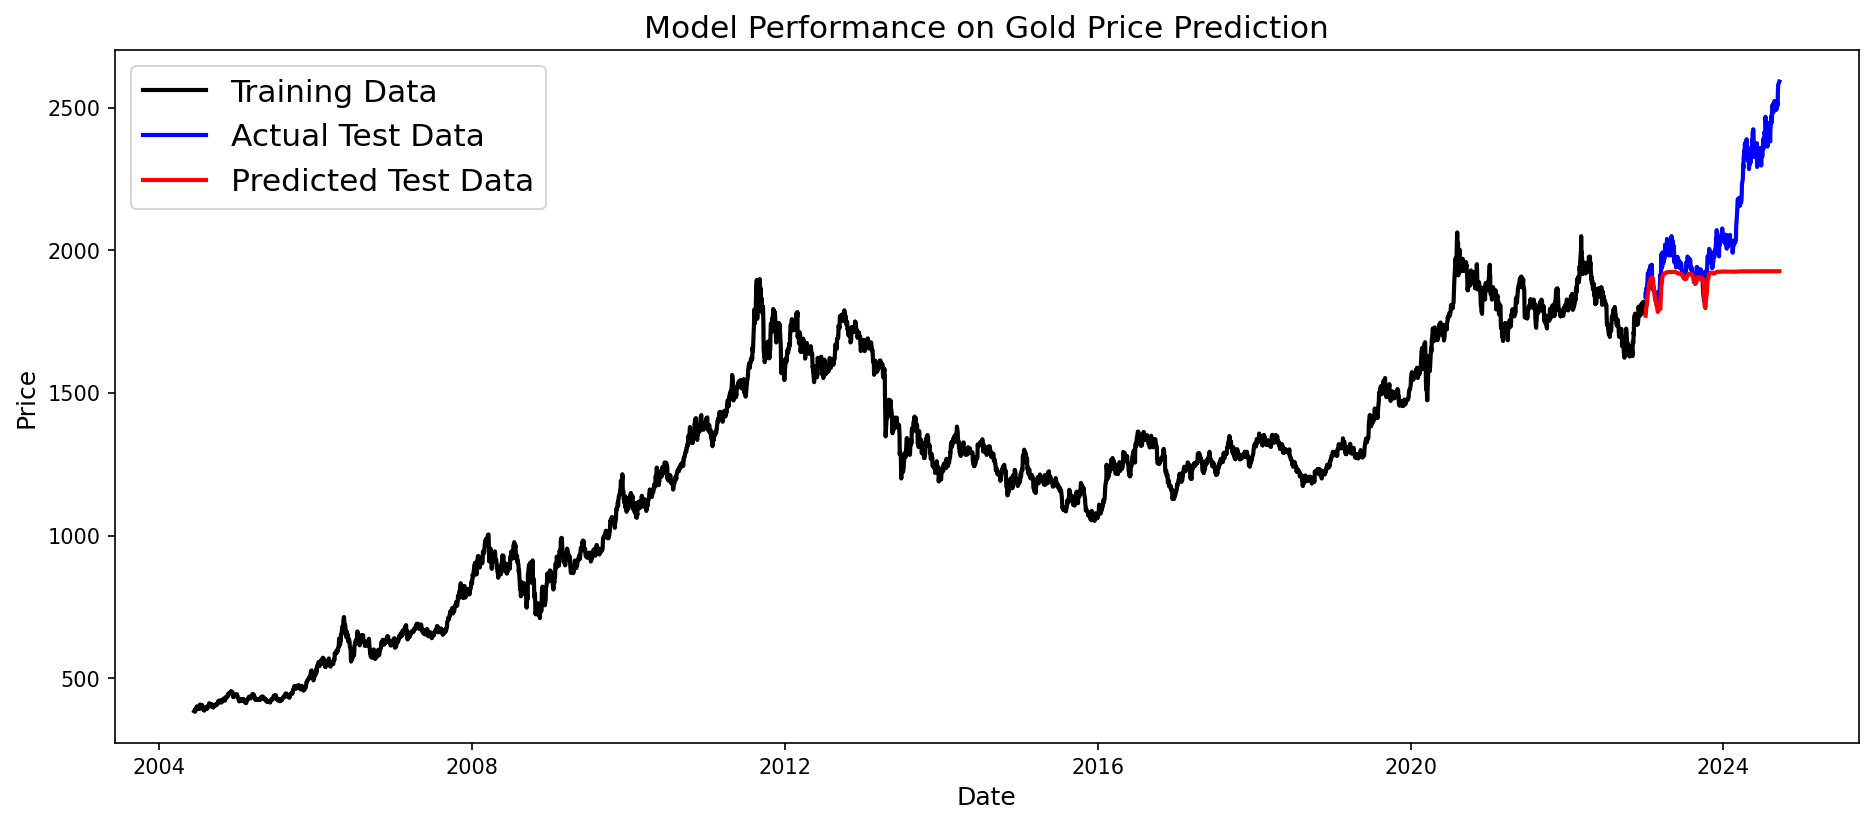 Model Performance on Gold Price Prediction
Training Data
Actual Test Data
Predicted Test Data
2500
2000
1500
1000
500
Price
2004 2008 2012 2016 2020 2024
Date